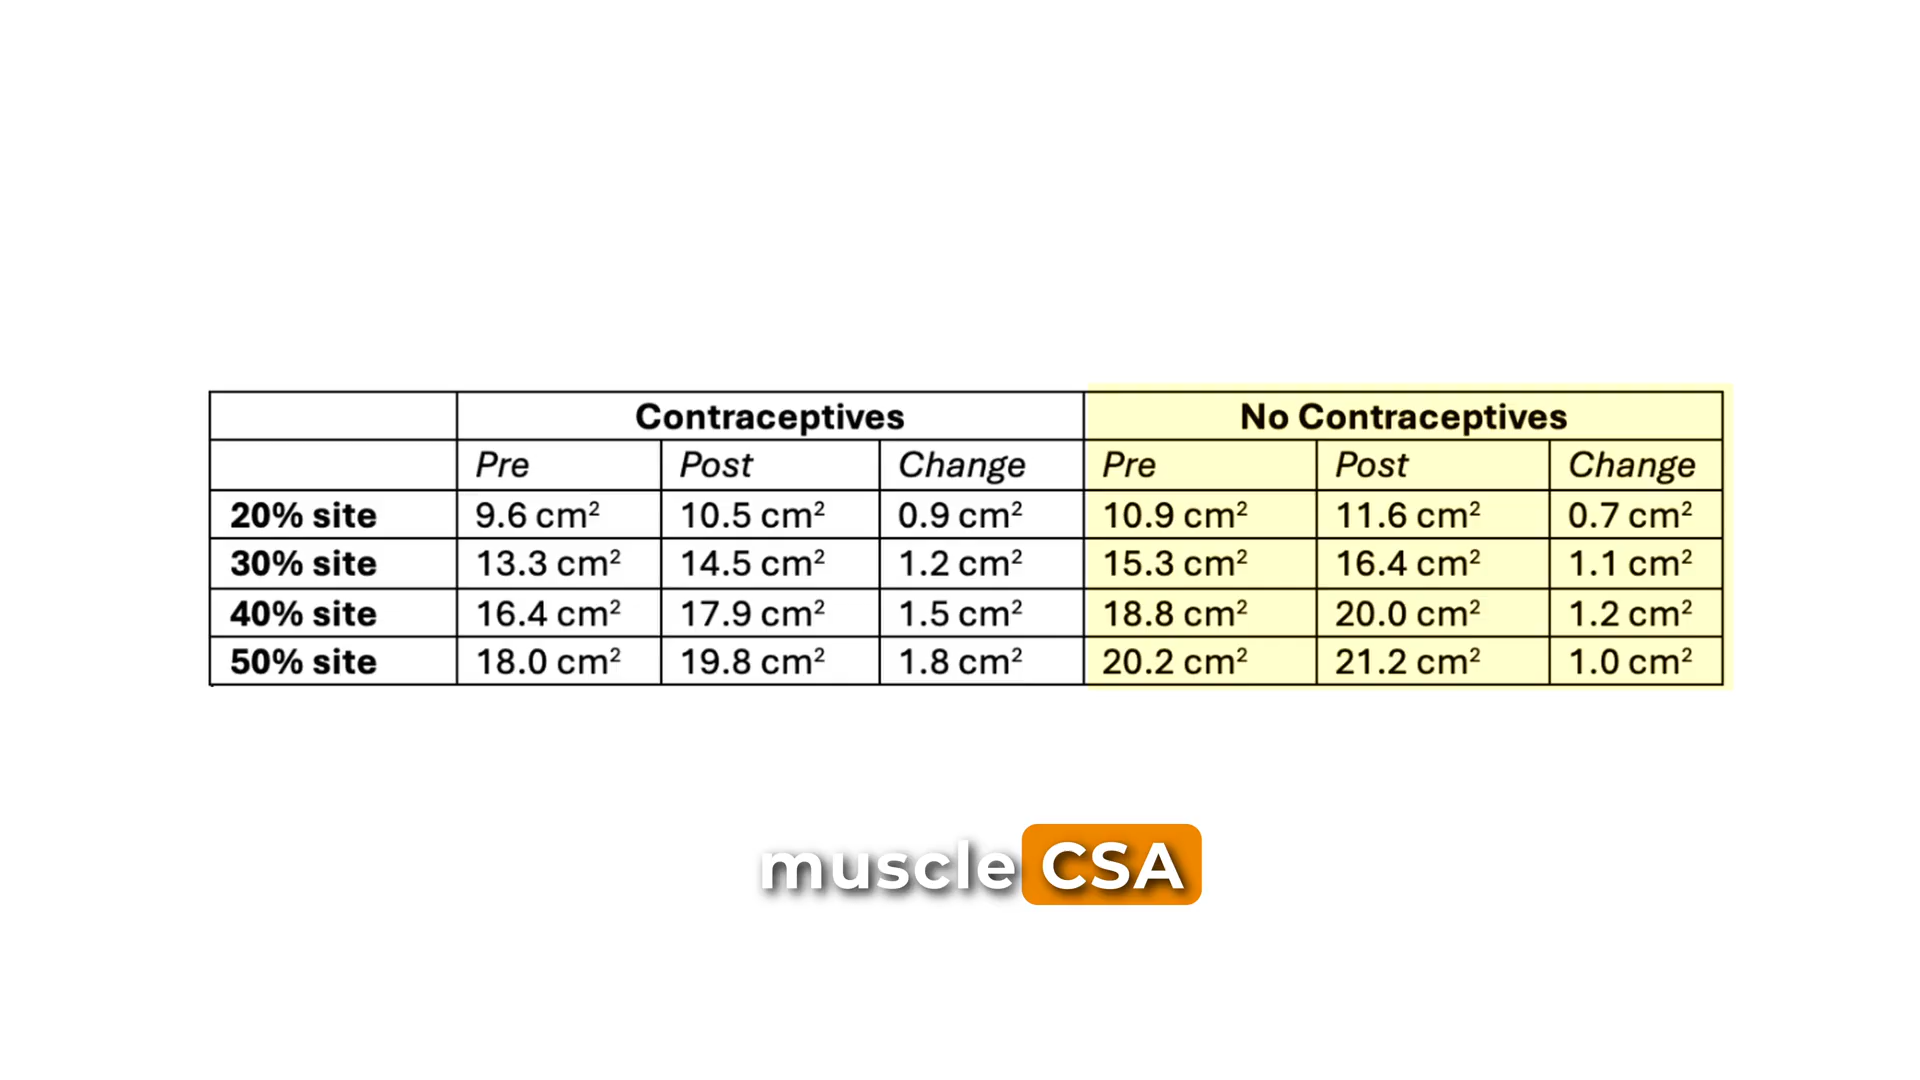 Contraceptives No Contraceptives
Pre Post Change Pre Post Change
20% site 9.6 cm² 10.5 cm² 0.9 cm² 10.9 cm² 11.6 cm² 0.7 cm²
30% site 13.3 cm² 14.5 cm² 1.2 cm² 15.3 cm² 16.4 cm² 1.1 cm²
40% site 16.4 cm² 17.9 cm² 1.5 cm² 18.8 cm² 20.0 cm² 1.2 cm²
50% site 18.0 cm² 19.8 cm² 1.8 cm² 20.2 cm² 21.2 cm² 1.0 cm²
muscle CSA